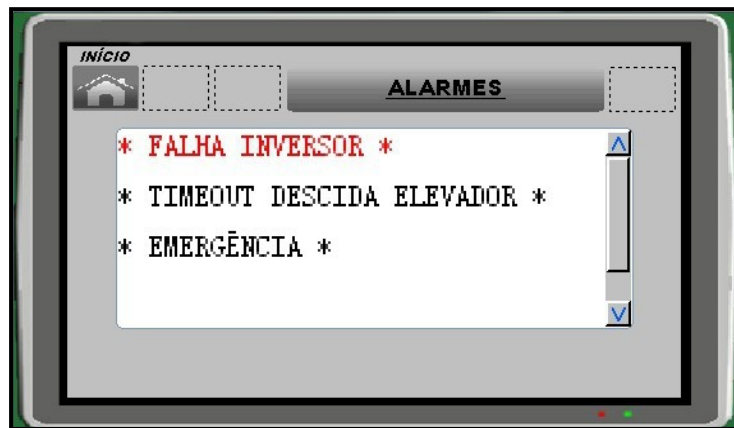 INÍCIO
ALARMES
* FALHA INVERSOR *
* TIMEOUT DESCIDA ELEVADOR *
* EMERGÊNCIA *